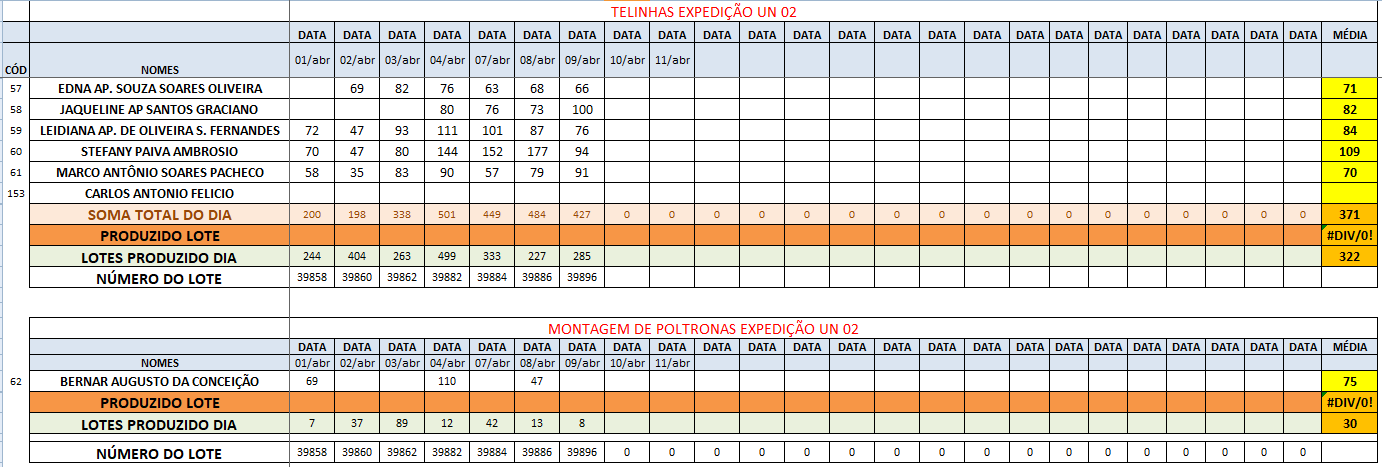 TELINHAS EXPEDIÇÃO UN 02
DATA DATA DATA DATA DATA DATA DATA DATA DATA DATA DATA DATA DATA DATA DATA DATA DATA DATA DATA DATA DATA DATA DATA MÉDIA
CÓD NOMES 01/abr 02/abr 03/abr 04/abr 07/abr 08/abr 09/abr 10/abr 11/abr
57 EDNA AP. SOUZA SOARES OLIVEIRA 69 82 76 63 68 66 71
58 JAQUELINE AP SANTOS GRACIANO 80 76 73 100 82
59 LEIDIANA AP. DE OLIVEIRA S. FERNANDES 72 47 93 111 101 87 76 84
60 STEFANY PAIVA AMBROSIO 70 47 80 144 152 177 94 109
61 MARCO ANTÔNIO SOARES PACHECO 58 35 83 90 57 79 91 70
153 CARLOS ANTONIO FELICIO
SOMA TOTAL DO DIA 200 198 338 501 449 484 427 0 0 0 0 0 0 0 0 0 0 0 0 0 0 0 0 371
PRODUZIDO LOTE #DIV/0!
LOTES PRODUZIDO DIA 244 404 263 499 333 227 285 322
NÚMERO DO LOTE 39858 39860 39862 39882 39884 39886 39896
MONTAGEM DE POLTRONAS EXPEDIÇÃO UN 02
DATA DATA DATA DATA DATA DATA DATA DATA DATA DATA DATA DATA DATA DATA DATA DATA DATA DATA DATA DATA DATA DATA DATA MÉDIA
NOMES 01/abr 02/abr 03/abr 04/abr 07/abr 08/abr 09/abr 10/abr 11/abr
62 BERNAR AUGUSTO DA CONCEIÇÃO 69 110 47 75
PRODUZIDO LOTE #DIV/0!
LOTES PRODUZIDO DIA 7 37 89 12 42 13 8 30
NÚMERO DO LOTE 39858 39860 39862 39882 39884 39886 39896 0 0 0 0 0 0 0 0 0 0 0 0 0 0 0 0